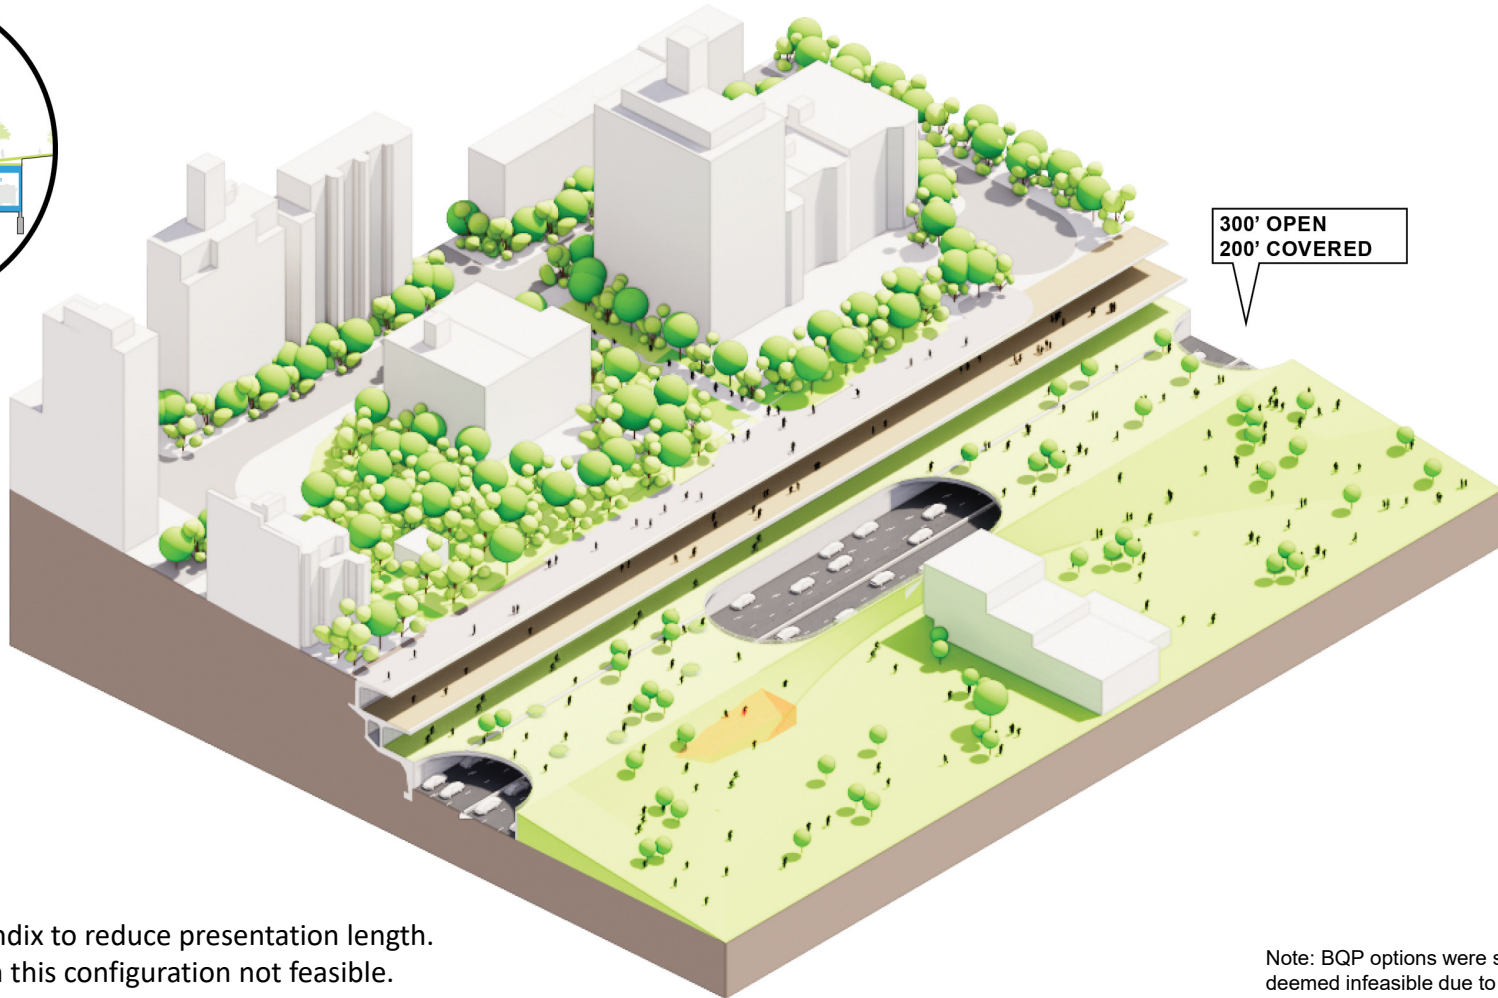 300' OPEN
200' COVERED
ndix to reduce presentation length.
this configuration not feasible.
Note: BQP options were s
deemed infeasible due to